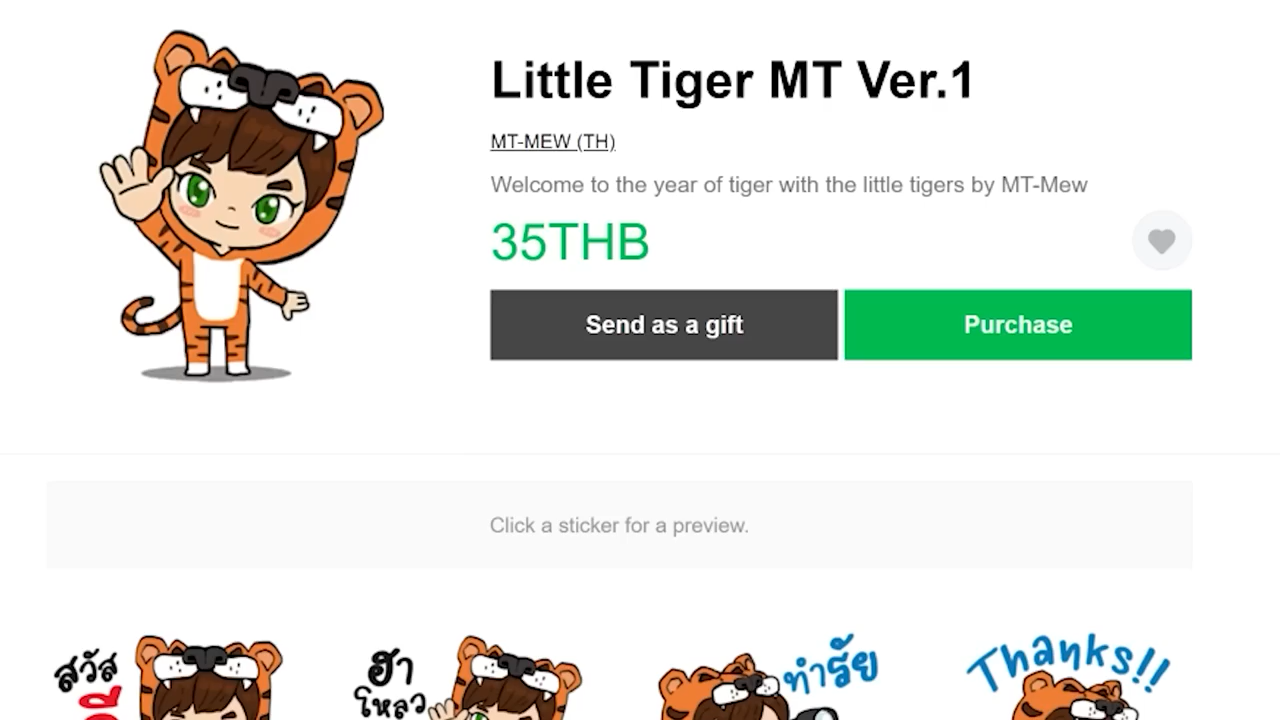 Little Tiger MT Ver.1
MT-MEW (TH)
Welcome to the year of tiger with the little tigers by MT-Mew
35THB
Send as a gift
Purchase
Click a sticker for a preview.
สวัส
ฮา
โหลว
ทำรัย
Thanks!!